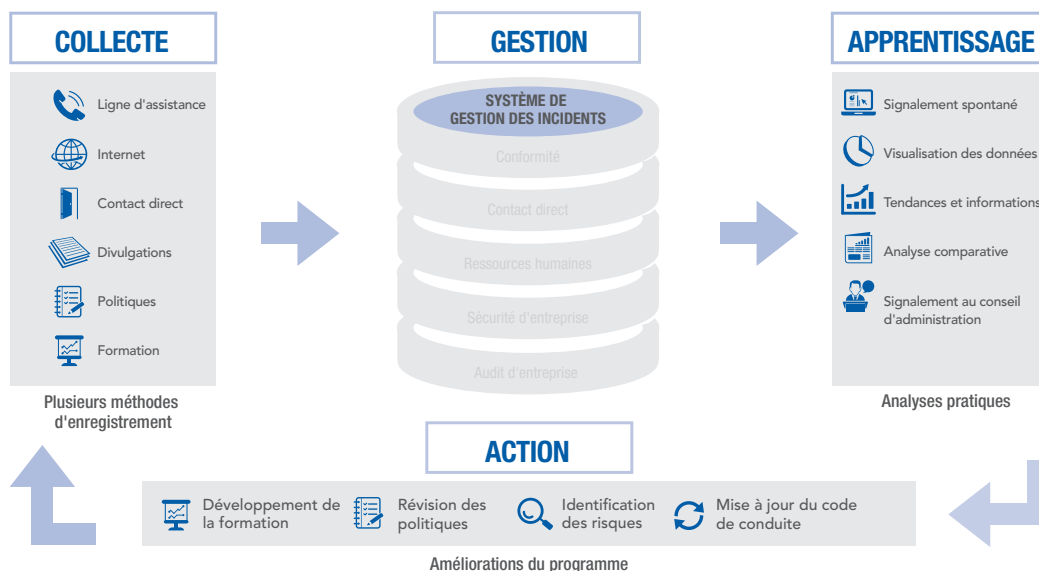 COLLECTE
Ligne d'assistance
Internet
Contact direct
Divulgations
Politiques
Formation
Plusieurs méthodes
d'enregistrement
GESTION
SYSTÈME DE
GESTION DES INCIDENTS
Conformité
Contact direct
Ressources humaines
Sécurité d'entreprise
Audit d'entreprise
APPRENTISSAGE
Signalement spontané
Visualisation des données
Tendances et informations
Analyse comparative
Signalement au conseil
d'administration
Analyses pratiques
ACTION
Développement de
la formation
Révision des
politiques
Identification
des risques
Mise à jour du code
de conduite
Améliorations du programme